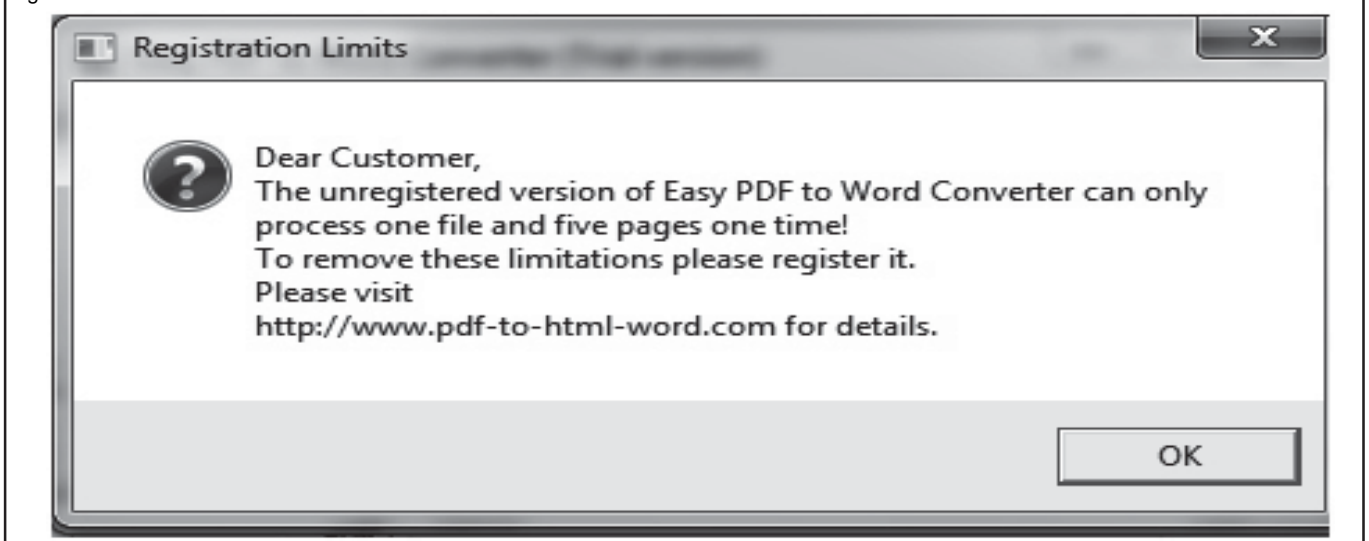 Registration Limits
Dear Customer,
The unregistered version of Easy PDF to Word Converter can only
process one file and five pages one time!
To remove these limitations please register it.
Please visit
http://www.pdf-to-html-word.com for details.
OK